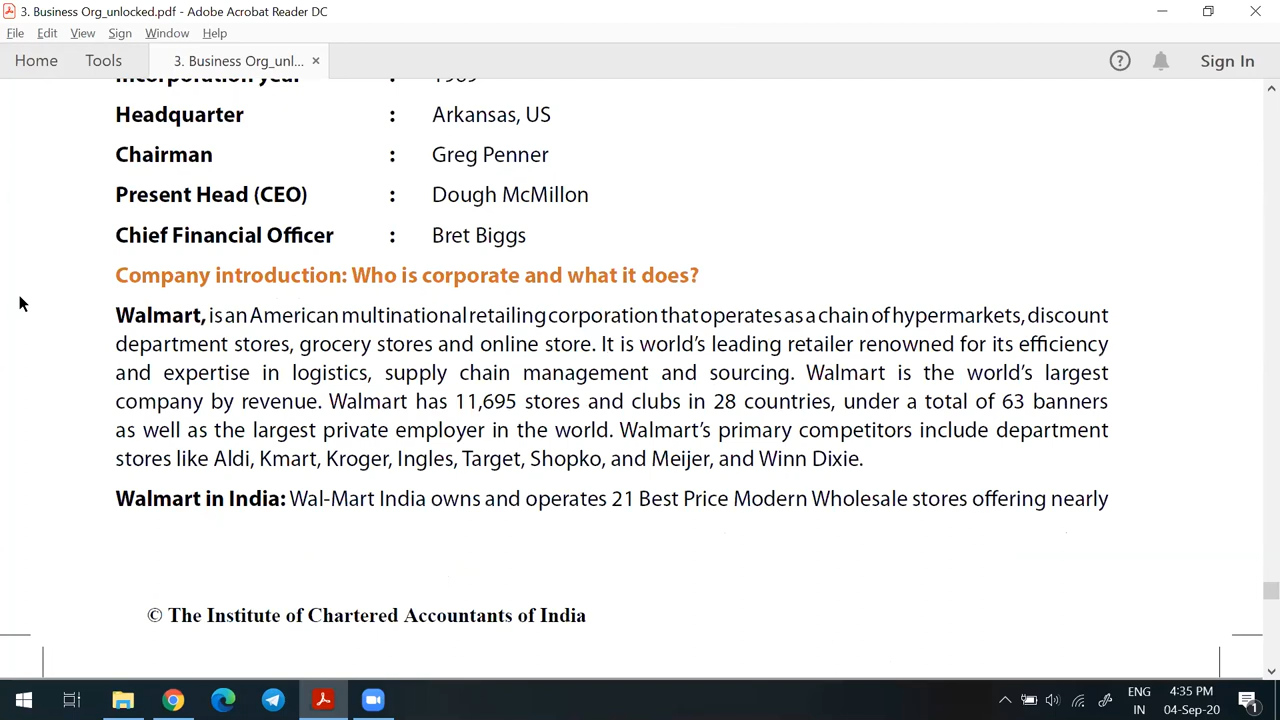 3. Business Org_unlocked.pdf - Adobe Acrobat Reader DC
File Edit View Sign Window Help
Home Tools 3. Business Org_unl... × Sign In
Incorporation year :
Headquarter : Arkansas, US
Chairman : Greg Penner
Present Head (CEO) : Dough McMillon
Chief Financial Officer : Bret Biggs
Company introduction: Who is corporate and what it does?
Walmart, is an American multinational retailing corporation that operates as a chain of hypermarkets, discount
department stores, grocery stores and online store. It is world's leading retailer renowned for its efficiency
and expertise in logistics, supply chain management and sourcing. Walmart is the world's largest
company by revenue. Walmart has 11,695 stores and clubs in 28 countries, under a total of 63 banners
as well as the largest private employer in the world. Walmart's primary competitors include department
stores like Aldi, Kmart, Kroger, Ingles, Target, Shopko, and Meijer, and Winn Dixie.
Walmart in India: Wal-Mart India owns and operates 21 Best Price Modern Wholesale stores offering nearly
© The Institute of Chartered Accountants of India
ENG 4:35 PM
IN 04-Sep-20 1